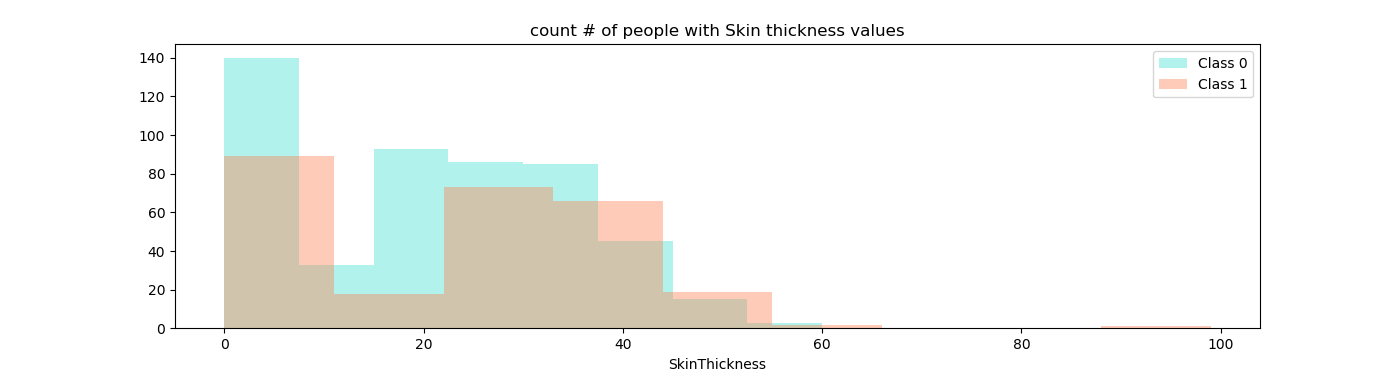 count # of people with Skin thickness values
Class 0
Class 1
140
120
100
80
60
40
20
0
0 20 40 60 80 100
SkinThickness